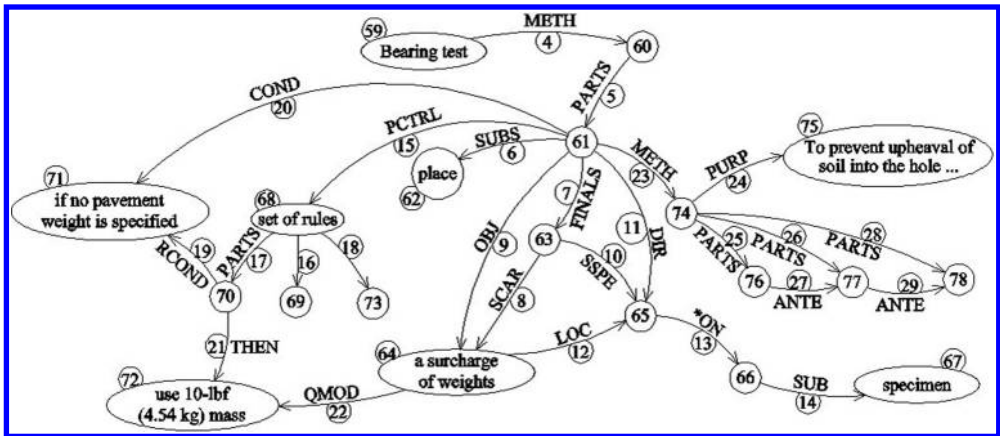 59
Bearing test
METH
4
60
PARTS
5
COND
20
PCTRL
15
SUBS
6
61
METH
23
PURP
24
75
To prevent upheaval of
soil into the hole ...
71
if no pavement
weight is specified
place
62
68
set of rules
OBJ
9
7
FINALS
11
DIR
74
RCOND
19
PARTS
17
16
18
63
10
SSPE
PARTS
25
26
PARTS
28
PARTS
70
69
73
SCAR
8
76
27
ANTE
77
29
ANTE
78
21
THEN
64
a surcharge
of weights
LOC
12
65
*ON
13
72
use 10-lbf
(4.54 kg) mass
QMOD
22
66
SUB
14
67
specimen